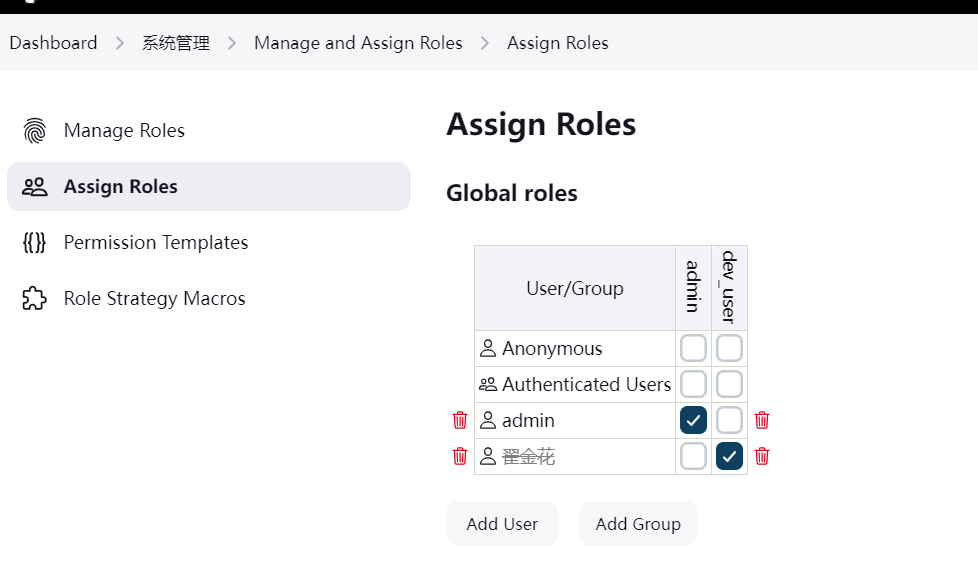 Dashboard > 系统管理 > Manage and Assign Roles > Assign Roles
Manage Roles
Assign Roles
Permission Templates
Role Strategy Macros
Assign Roles
Global roles
User/Group admin dev_user
Anonymous
Authenticated Users
admin
翟金花
Add User Add Group